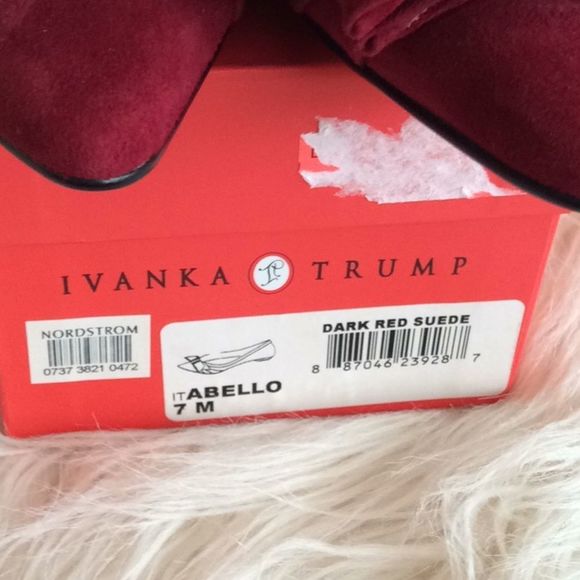 IVANKA TRUMP
NORDSTROM
0737 3821 0472
DARK RED SUEDE
8 87046 23928 7
ITABELLO
7 M